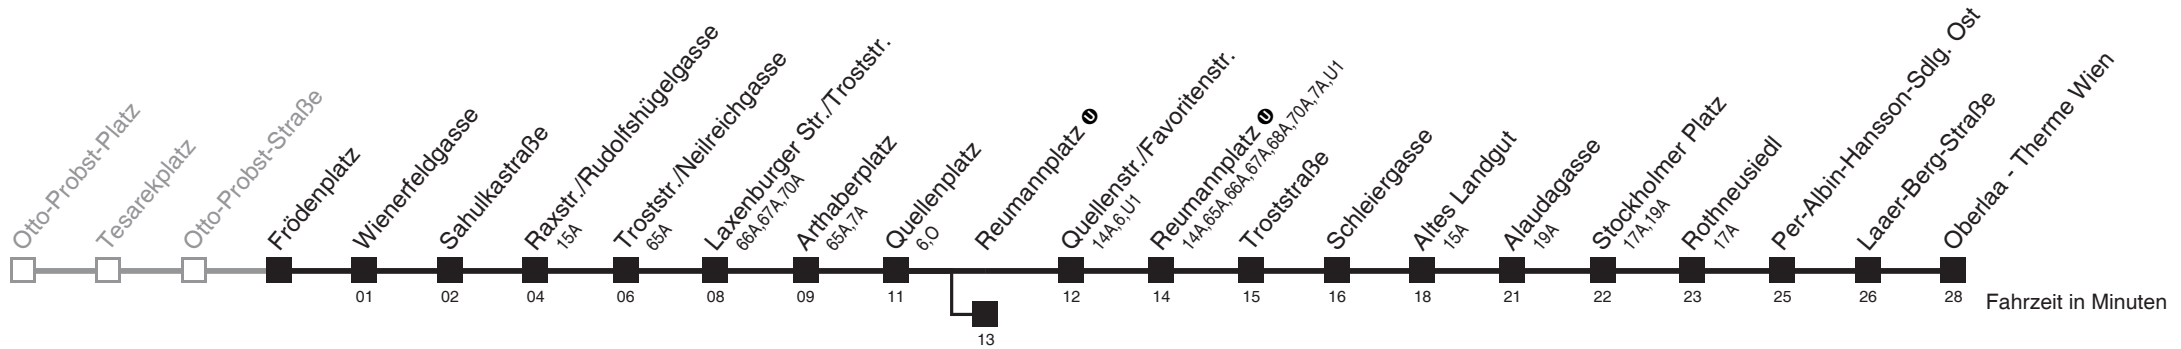 Otto-Probst-Platz
Tesarekplatz
Otto-Probst-Straße
Frödenplatz
Wienerfeldgasse
01
Sahulkastraße
02
Raxstr./Rudolfshügelgasse
15A
04
Troststr./Neilreichgasse
65A
06
Laxenburger Str./Troststr.
66A,67A,70A
08
Arthaberplatz
65A,7A
09
Quellenplatz
6,O
11
Reumannplatz U
13
Quellenstr./Favoritenstr.
14A,6,U1
12
Reumannplatz U
14A,65A,66A,67A,68A,70A,7A,U1
14
Troststraße
15
Schleiergasse
16
Altes Landgut
15A
18
Alaudagasse
19A
21
Stockholmer Platz
17A,19A
22
Rothneusiedl
17A
23
Per-Albin-Hansson-Sdlg. Ost
25
Laaer-Berg-Straße
26
Oberlaa - Therme Wien
28
Fahrzeit in Minuten